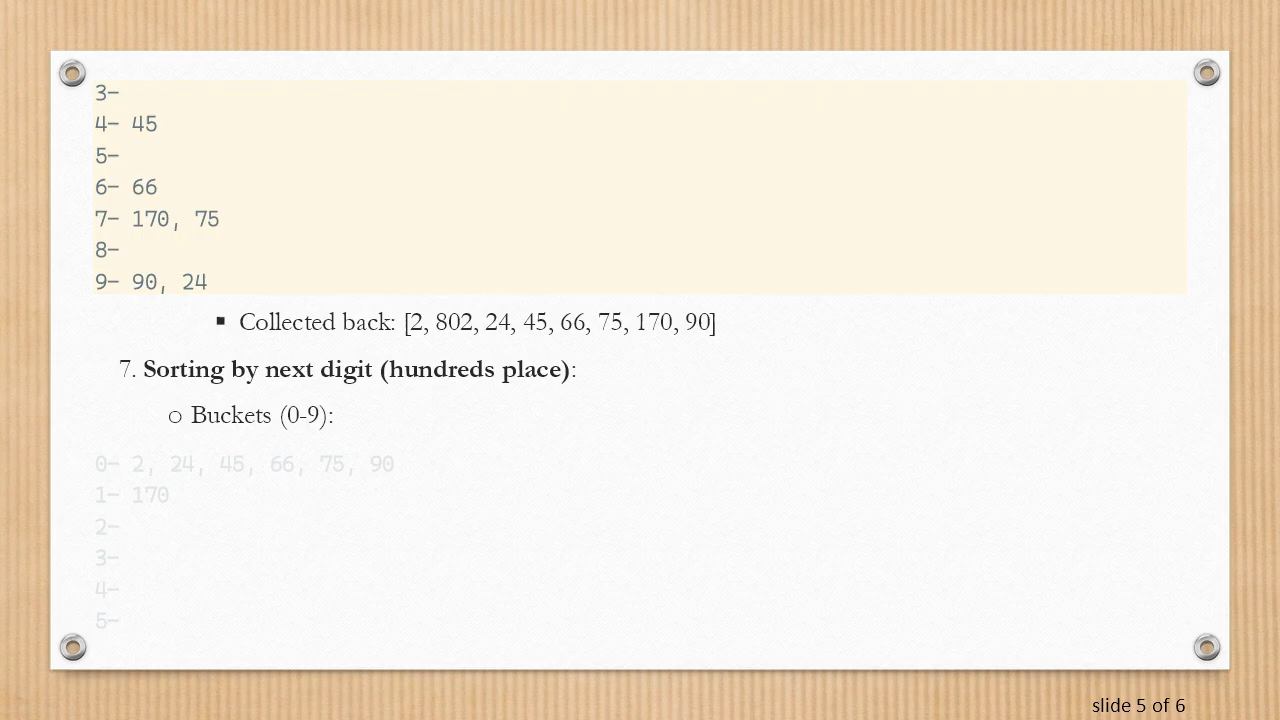 3-
4- 45
5-
6- 66
7- 170, 75
8-
9- 90, 24
▪ Collected back: [2, 802, 24, 45, 66, 75, 170, 90]
7. Sorting by next digit (hundreds place):
o Buckets (0-9):
0- 2, 24, 45, 66, 75, 90
1- 170
2-
3-
4-
5-
slide 5 of 6